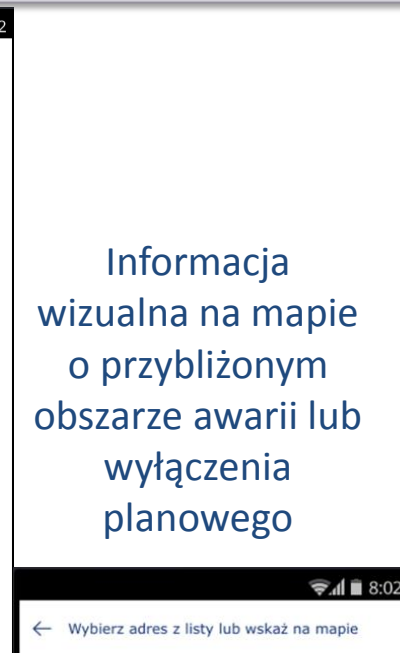 2
Informacja
wizualna na mapie
o przybliżonym
obszarze awarii lub
wyłączenia
planowego
8:02
← Wybierz adres z listy lub wskaż na mapie